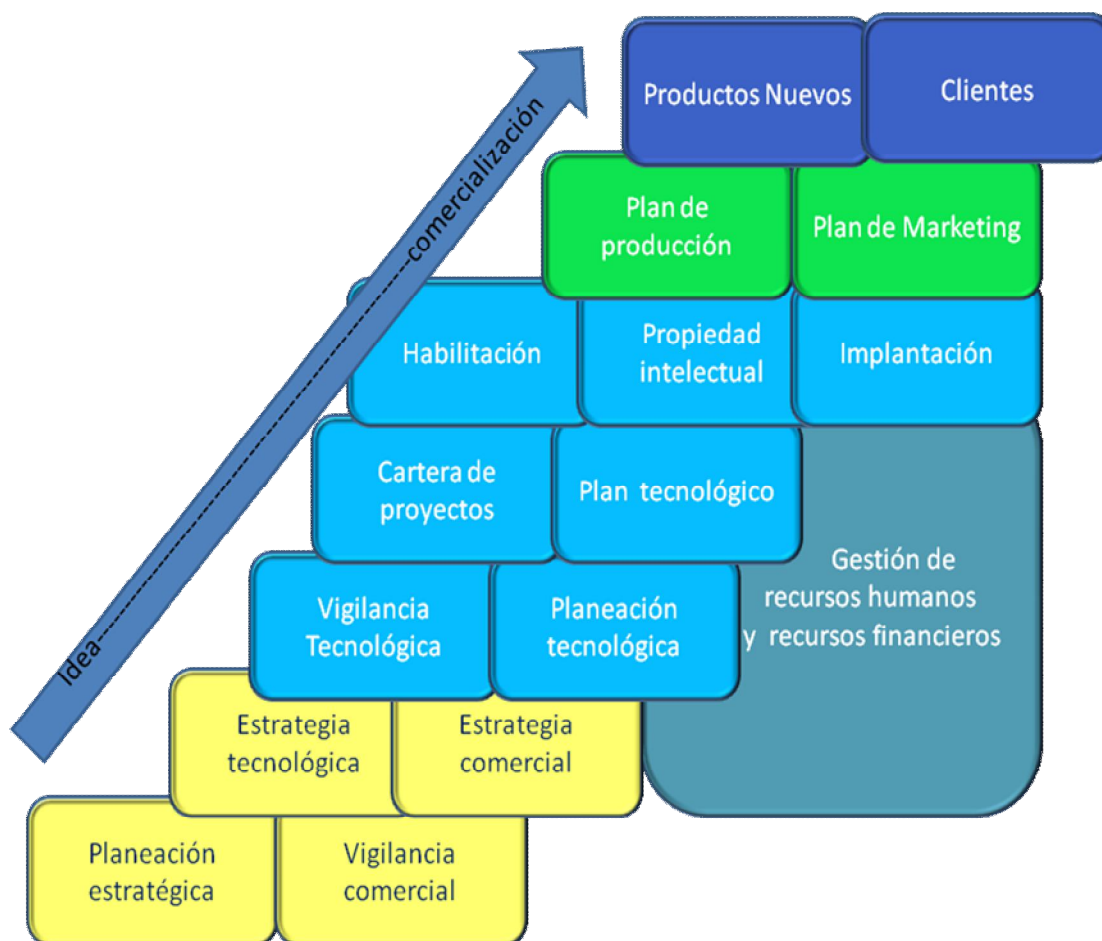 Productos Nuevos
Clientes
Plan de
producción
Plan de Marketing
Habilitación
Propiedad
intelectual
Implantación
Cartera de
proyectos
Plan tecnológico
Gestión de
recursos humanos
y recursos financieros
Vigilancia
Tecnológica
Planeación
tecnológica
Estrategia
tecnológica
Estrategia
comercial
Planeación
estratégica
Vigilancia
comercial
Idea--------------------comercialización